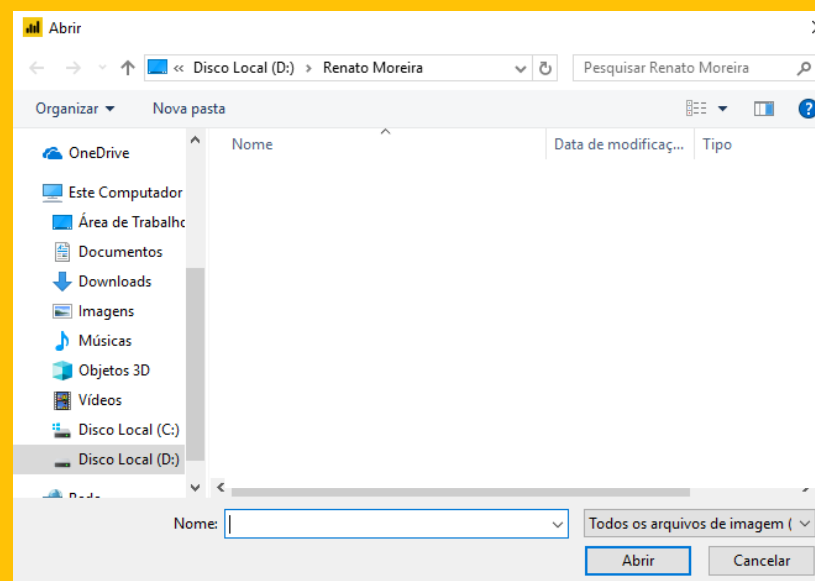 Abrir
« Disco Local (D:) › Renato Moreira
Pesquisar Renato Moreira
Organizar
Nova pasta
Nome
Data de modificaç...
Tipo
OneDrive
Este Computador
Área de Trabalho
Documentos
Downloads
Imagens
Músicas
Objetos 3D
Vídeos
Disco Local (C:)
Disco Local (D:)
Nome:
Todos os arquivos de imagem (
Abrir
Cancelar